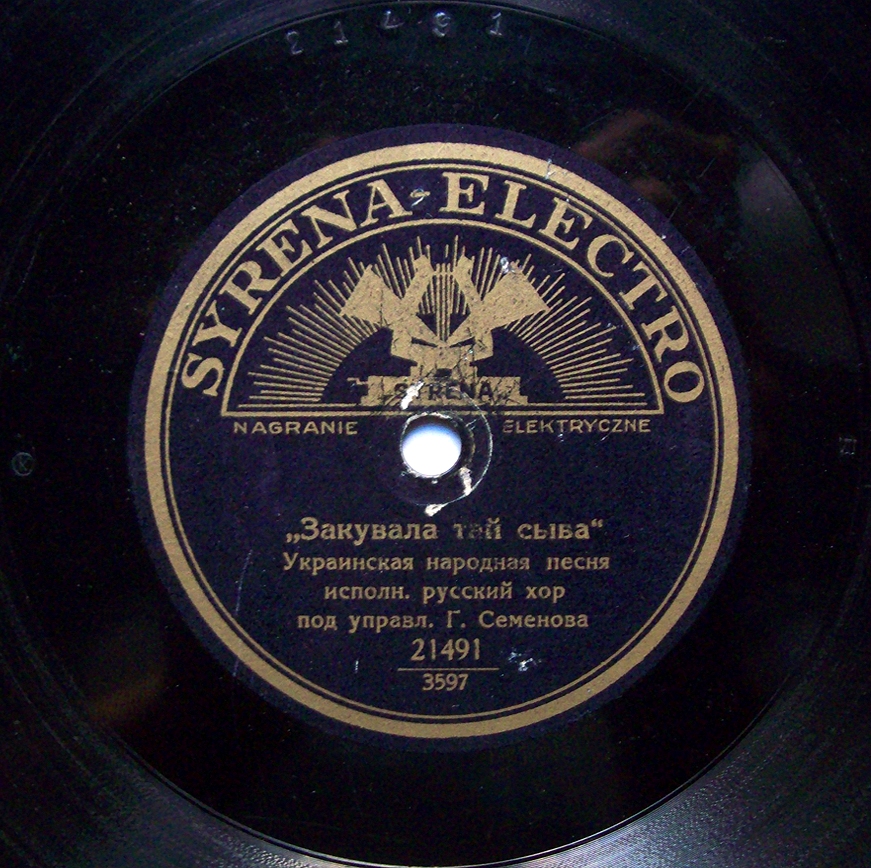 21491
SYRENA-ELECTRO
SYRENA
NAGRANIE ELEKTRYCZNE
„Закувала тай сыва“
Украинская народная песня
исполн. русский хор
под управл. Г. Семенова
21491
3597